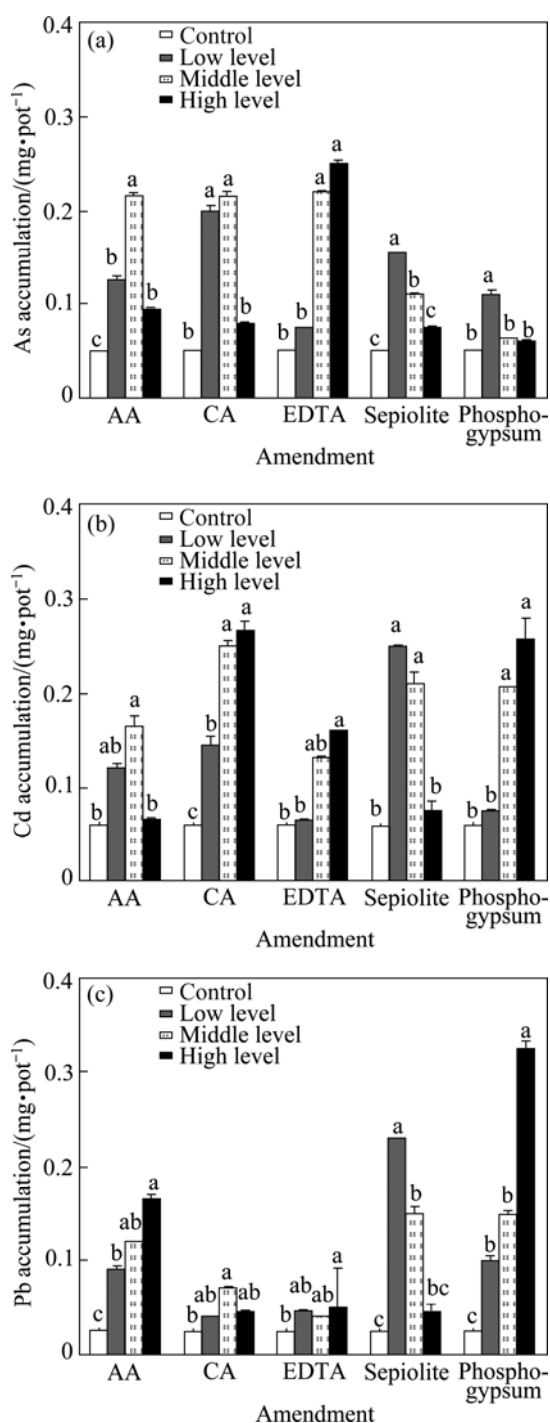 (a)
Control
Low level
Middle level
High level
As accumulation/(mg•pot⁻¹)
0.4
0.3
0.2
0.1
0
c b a b
b a a b
b b a a
c a b c
b a b b
AA CA EDTA Sepiolite Phospho-
gypsum
Amendment
(b)
Control
Low level
Middle level
High level
Cd accumulation/(mg•pot⁻¹)
0.4
0.3
0.2
0.1
0
b ab a b
c b a a
b b ab a
b a a b
b b a a
AA CA EDTA Sepiolite Phospho-
gypsum
Amendment
(c)
Control
Low level
Middle level
High level
Pb accumulation/(mg•pot⁻¹)
0.4
0.3
0.2
0.1
0
c b ab a
b ab a ab
b ab ab a
c a b bc
c b b a
AA CA EDTA Sepiolite Phospho-
gypsum
Amendment